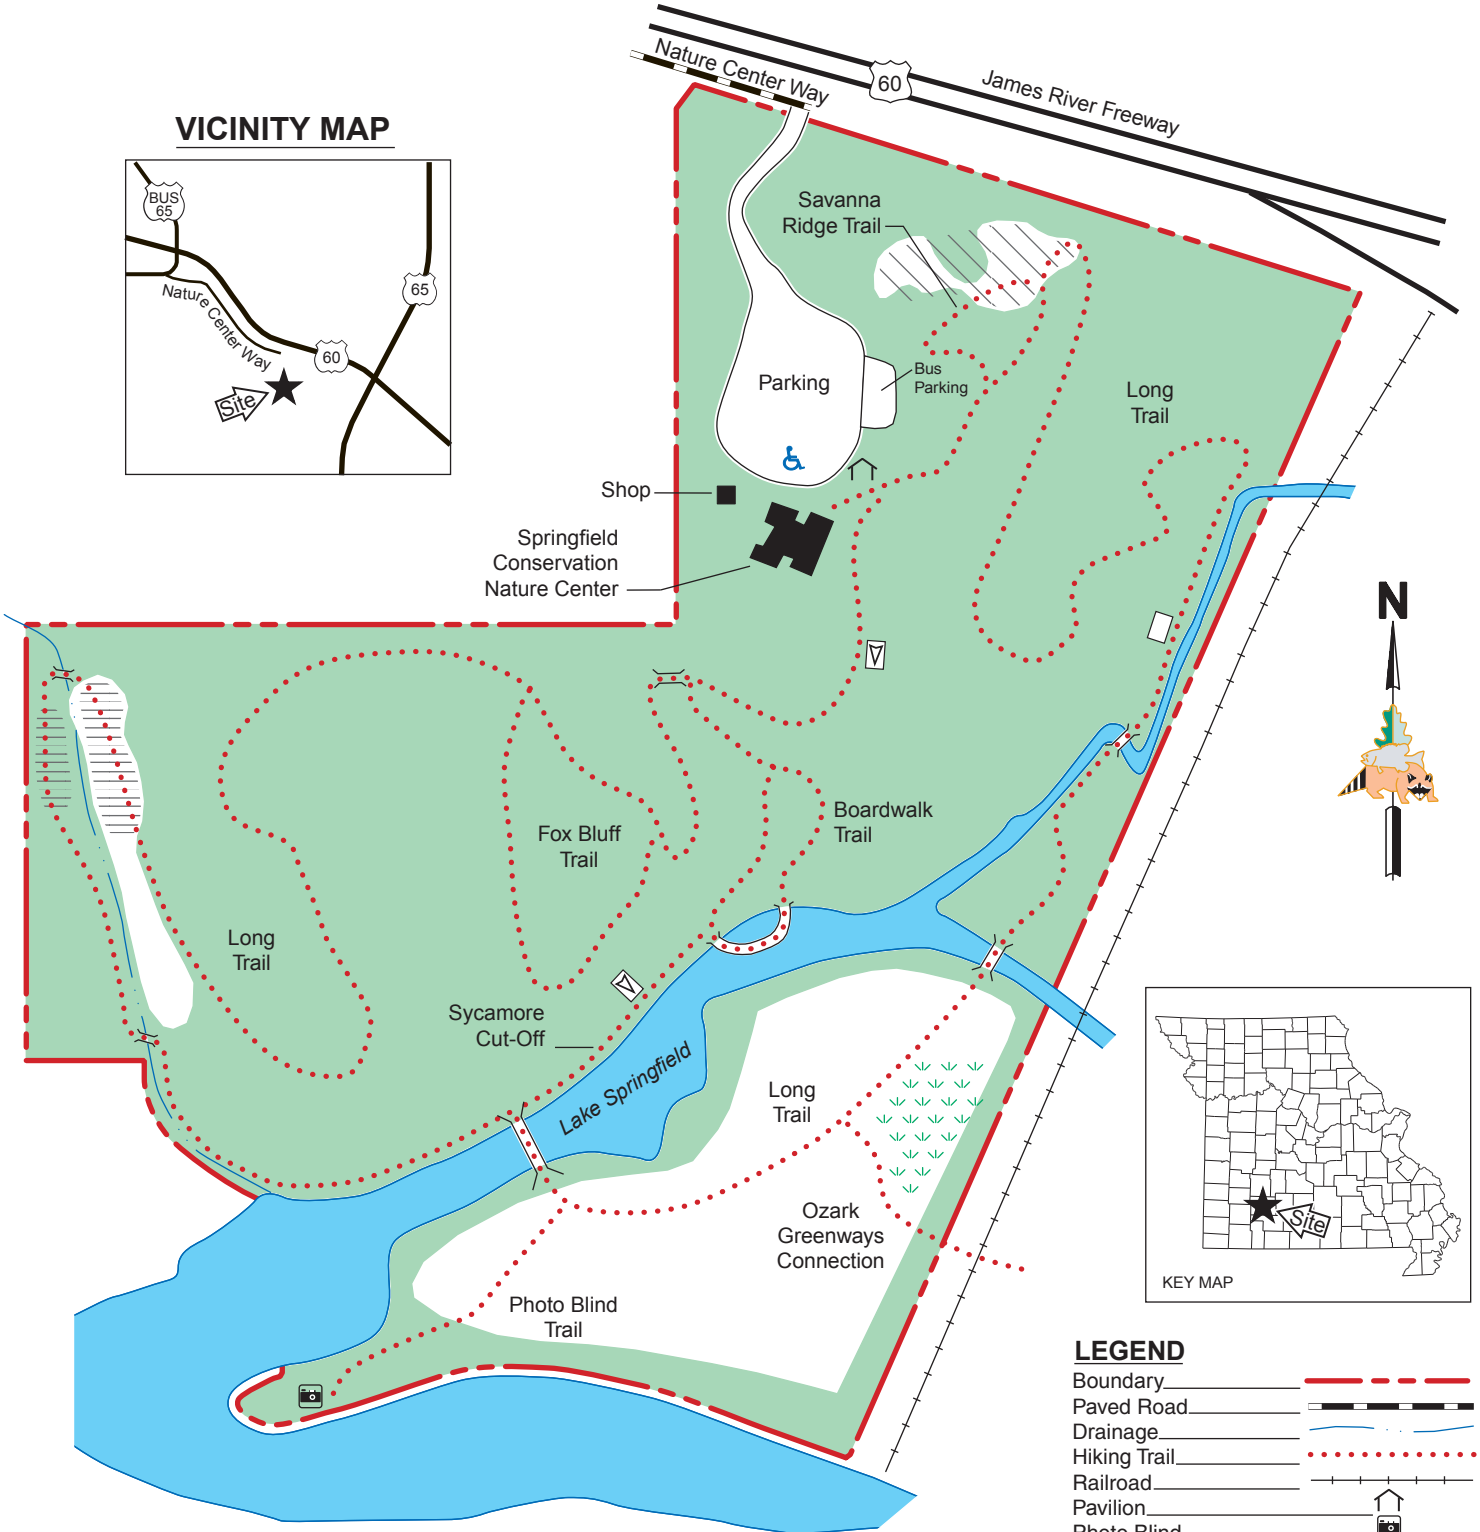 Nature Center Way
60
James River Freeway
VICINITY MAP
BUS
65
65
Nature Center Way
60
Site
Savanna
Ridge Trail
Parking
Bus
Parking
Long
Trail
Shop
Springfield
Conservation
Nature Center
N
Boardwalk
Trail
Fox Bluff
Trail
Long
Trail
Sycamore
Cut-Off
Lake Springfield
Long
Trail
Ozark
Greenways
Connection
Photo Blind
Trail
Site
KEY MAP
LEGEND
Boundary
Paved Road
Drainage
Hiking Trail
Railroad
Pavilion
Photo Blind